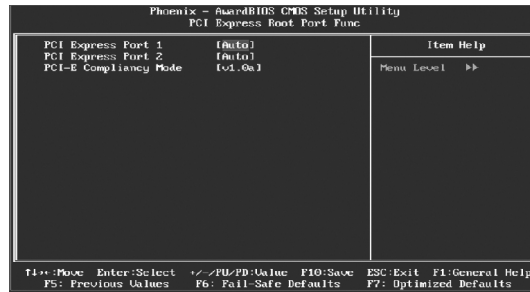 Phoenix - AwardBIOS CMOS Setup Utility
PCI Express Root Port Func
PCI Express Port 1 [Auto]
PCI Express Port 2 [Auto]
PCI-E Compliancy Mode [v1.0a]
Item Help
Menu Level ▶▶
↑↓→←:Move Enter:Select +/-/PU/PD:Value F10:Save ESC:Exit F1:General Help
F5: Previous Values F6: Fail-Safe Defaults F7: Optimized Defaults